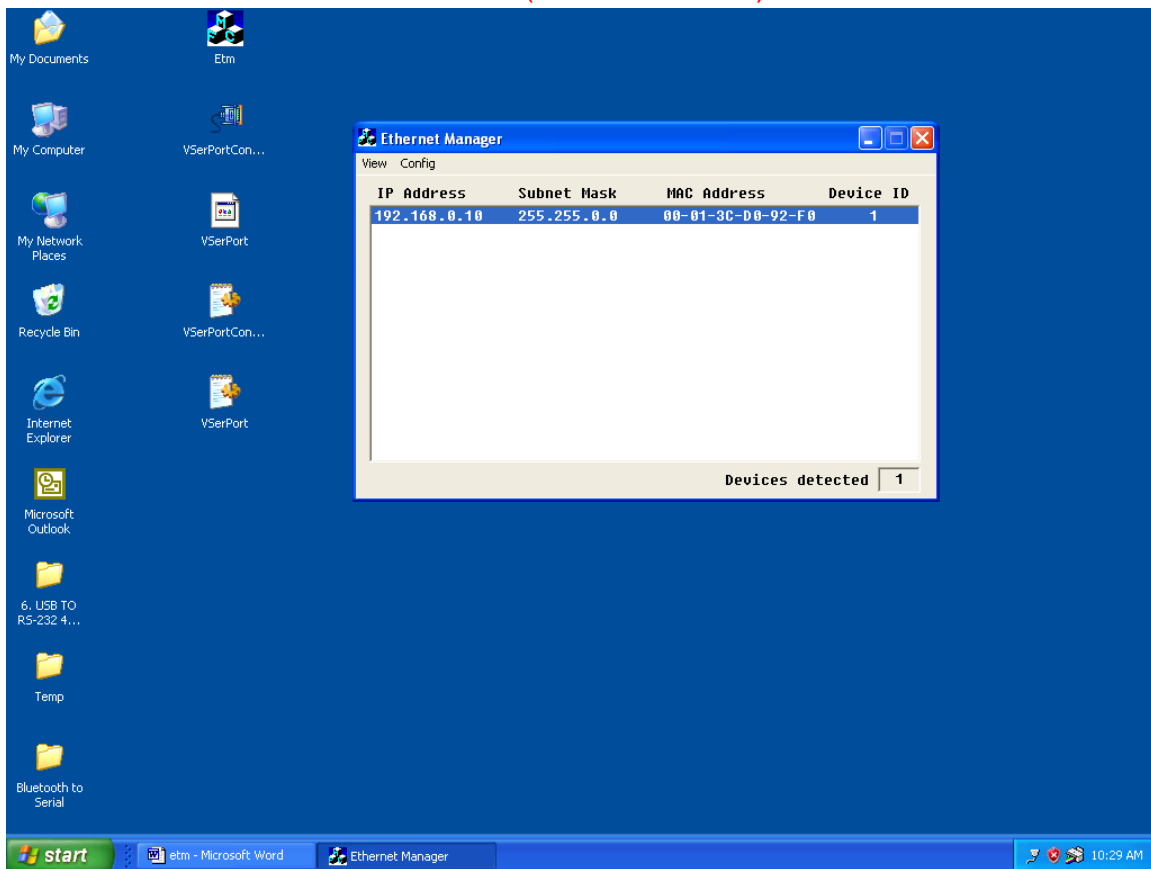 My Documents
Etm
My Computer
VSerPortCon...
My Network
Places
VSerPort
Recycle Bin
VSerPortCon...
Internet
Explorer
VSerPort
Microsoft
Outlook
6. USB TO
RS-232 4...
Temp
Bluetooth to
Serial
Ethernet Manager
View Config
IP Address Subnet Mask MAC Address Device ID
192.168.0.10 255.255.0.0 00-01-3C-D0-92-F0 1
Devices detected 1
start etm - Microsoft Word Ethernet Manager 10:29 AM